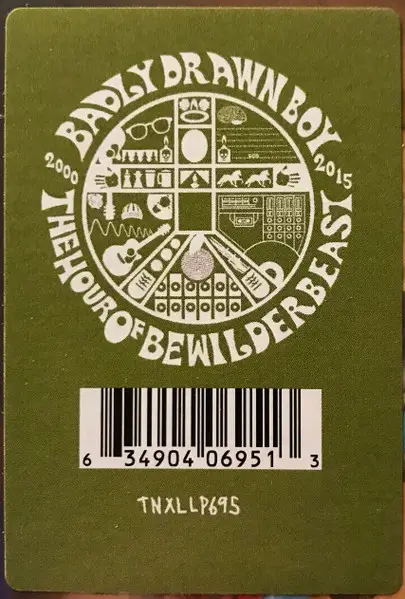 BADLY DRAWN BOY
2000
2015
THE HOUR OF BEWILDERBEAST
6 34904 06951 3
TNXLLP695